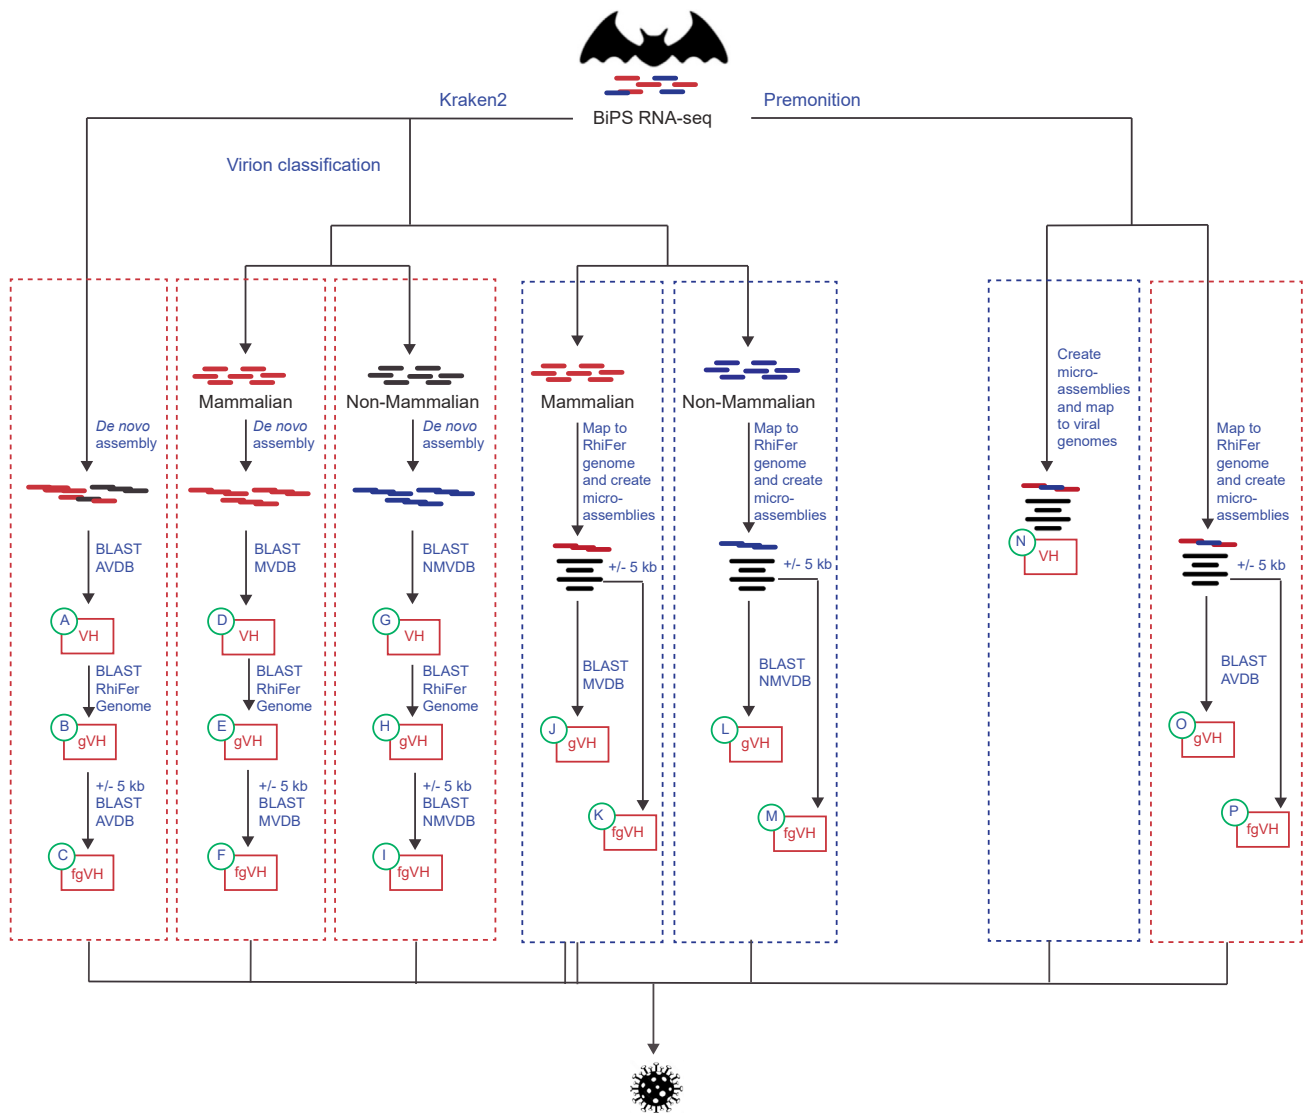 Kraken2
Premonition
BiPS RNA-seq
Virion classification
Mammalian
Non-Mammalian
Mammalian
Non-Mammalian
De novo
assembly
De novo
assembly
De novo
assembly
Map to
RhiFer
genome
and create
micro-
assemblies
Map to
RhiFer
genome
and create
micro-
assemblies
Create
micro-
assemblies
and map
to viral
genomes
Map to
RhiFer
genome
and create
micro-
assemblies
BLAST
AVDB
BLAST
MVDB
BLAST
NMVDB
+/- 5 kb
+/- 5 kb
N
VH
+/- 5 kb
A
VH
D
VH
G
VH
BLAST
MVDB
BLAST
NMVDB
BLAST
AVDB
BLAST
RhiFer
Genome
BLAST
RhiFer
Genome
BLAST
RhiFer
Genome
B
gVH
E
gVH
H
gVH
J
gVH
L
gVH
O
gVH
+/- 5 kb
BLAST
AVDB
+/- 5 kb
BLAST
MVDB
+/- 5 kb
BLAST
NMVDB
K
fgVH
M
fgVH
P
fgVH
C
fgVH
F
fgVH
I
fgVH